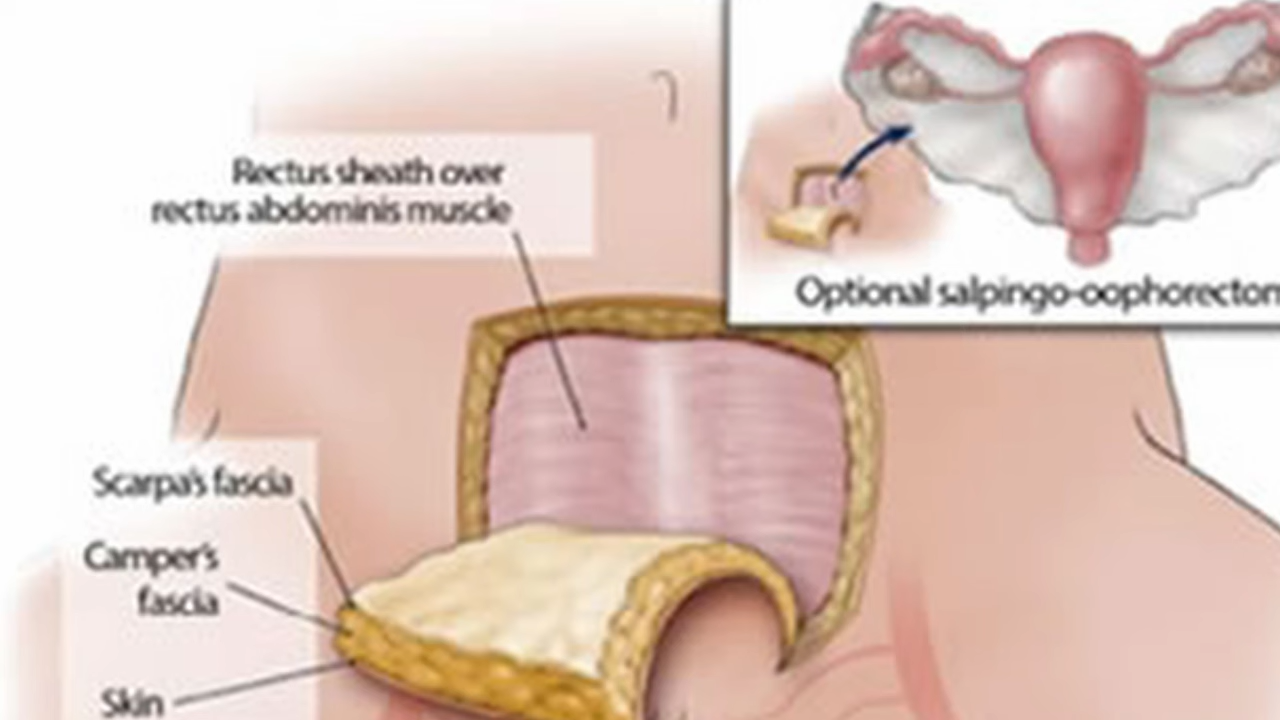 Rectus sheath over
rectus abdominis muscle
Optional salpingo-oophorecton
Scarpa's fascia
Camper's
fascia
Skin